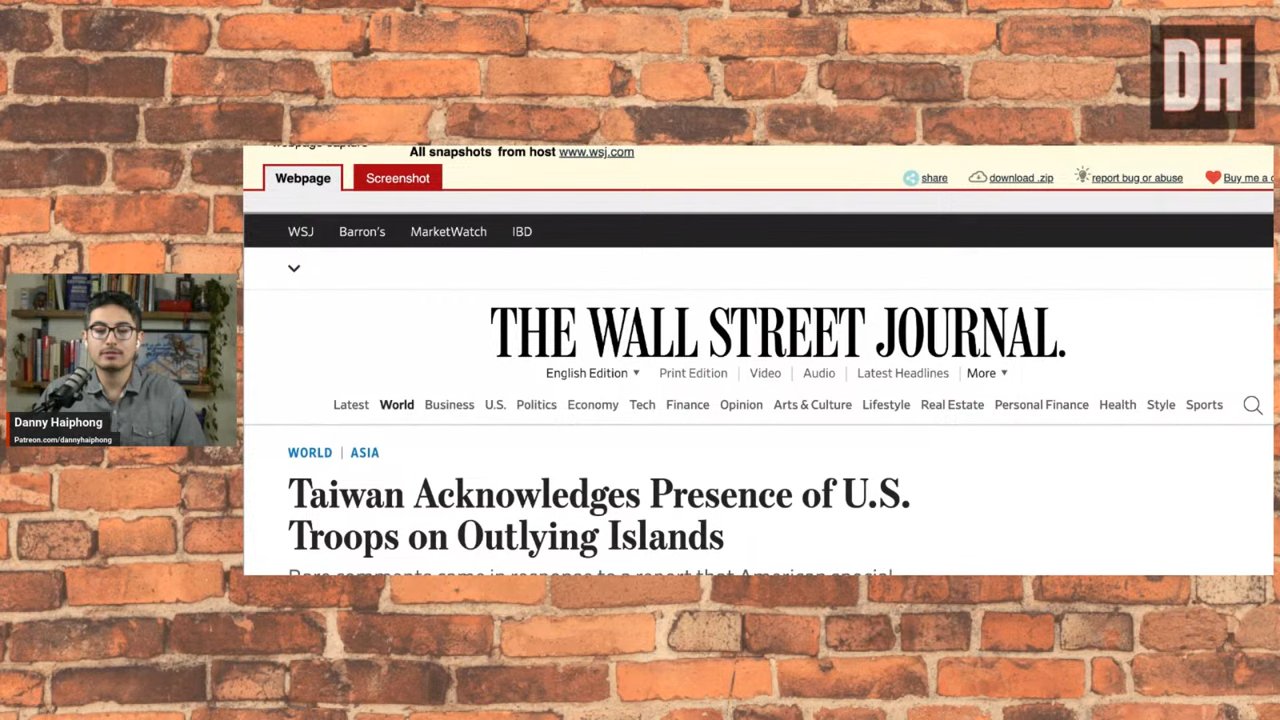 DH
All snapshots from host www.wsj.com
Webpage
Screenshot
share
download .zip
report bug or abuse
Buy me a
WSJ
Barron's
MarketWatch
IBD
THE WALL STREET JOURNAL.
English Edition
Print Edition
Video
Audio
Latest Headlines
More
Latest World Business U.S. Politics Economy Tech Finance Opinion Arts & Culture Lifestyle Real Estate Personal Finance Health Style Sports
Danny Haiphong
Patreon.com/dannyhaiphong
WORLD | ASIA
Taiwan Acknowledges Presence of U.S.
Troops on Outlying Islands